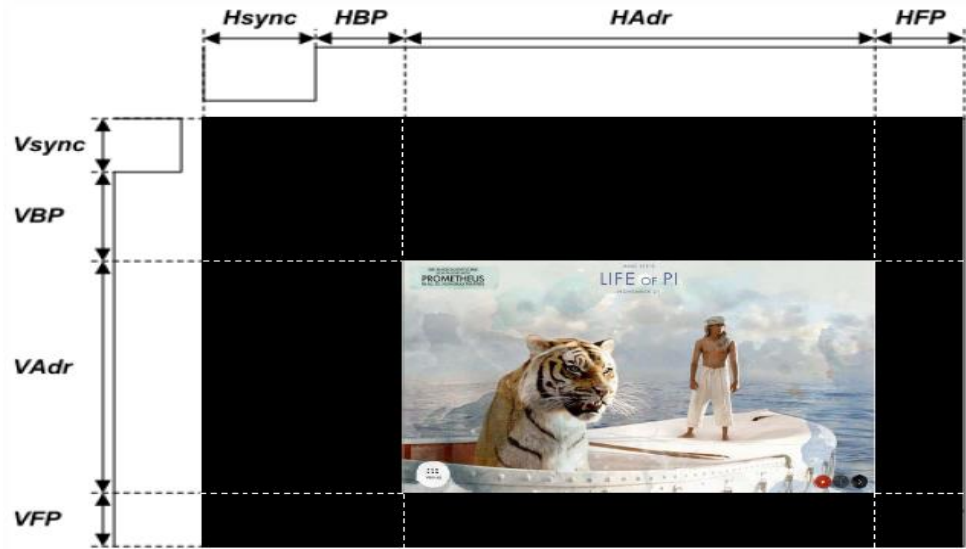 Hsync HBP HAdr HFP
Vsync
VBP
VAdr
VFP
PROMETHEUS
LIFE OF PI